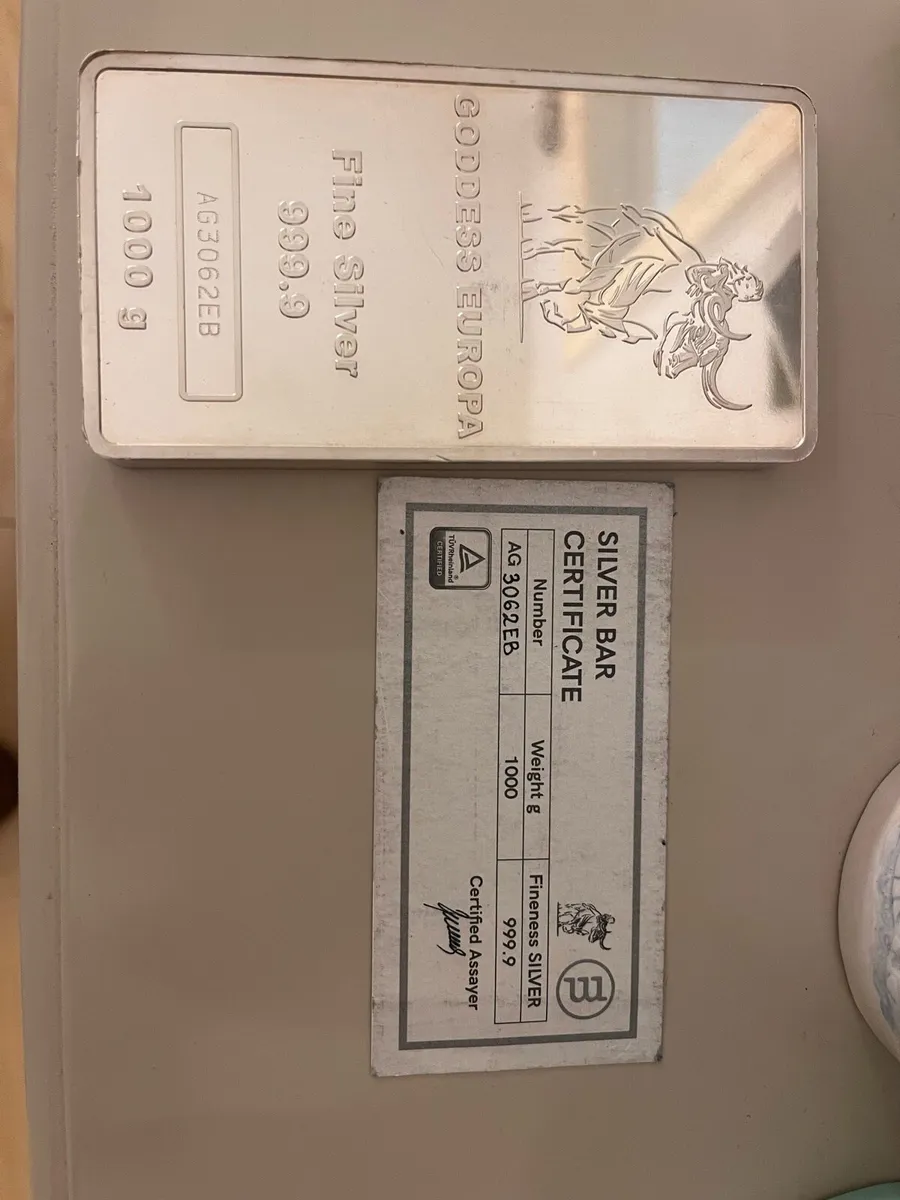 GODDESS EUROPA
Fine Silver
999.9
AG3062EB
1000 g
SILVER BAR
CERTIFICATE
Number
Weight g
Fineness SILVER
AG 3062EB
1000
999.9
Certified Assayer
TÜVRheinland®
CERTIFIED